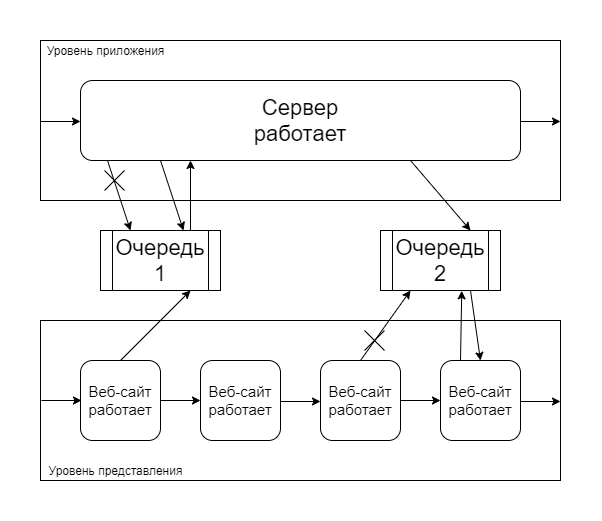 Уровень приложения
Сервер
работает
Очередь
1
Очередь
2
Веб-сайт
работает
Веб-сайт
работает
Веб-сайт
работает
Веб-сайт
работает
Уровень представления